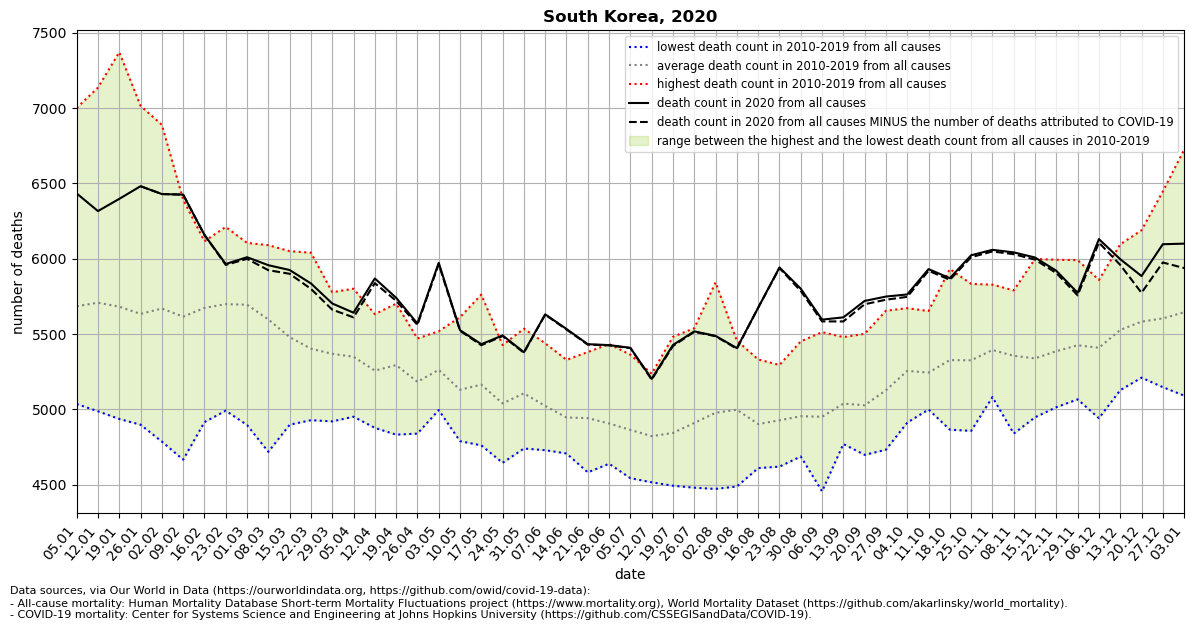 South Korea, 2020
7500
7000
6500
6000
5500
5000
4500
number of deaths
lowest death count in 2010-2019 from all causes
average death count in 2010-2019 from all causes
highest death count in 2010-2019 from all causes
death count in 2020 from all causes
death count in 2020 from all causes MINUS the number of deaths attributed to COVID-19
range between the highest and the lowest death count from all causes in 2010-2019
05.01 12.01 19.01 26.01 02.02 09.02 16.02 23.02 01.03 08.03 15.03 22.03 29.03 05.04 12.04 19.04 26.04 03.05 10.05 17.05 24.05 31.05 07.06 14.06 21.06 28.06 05.07 12.07 19.07 26.07 02.08 09.08 16.08 23.08 30.08 06.09 13.09 20.09 27.09 04.10 11.10 18.10 25.10 01.11 08.11 15.11 22.11 29.11 06.12 13.12 20.12 27.12 03.01
date
Data sources, via Our World in Data (https://ourworldindata.org, https://github.com/owid/covid-19-data):
- All-cause mortality: Human Mortality Database Short-term Mortality Fluctuations project (https://www.mortality.org), World Mortality Dataset (https://github.com/akarlinsky/world_mortality).
- COVID-19 mortality: Center for Systems Science and Engineering at Johns Hopkins University (https://github.com/CSSEGISandData/COVID-19).